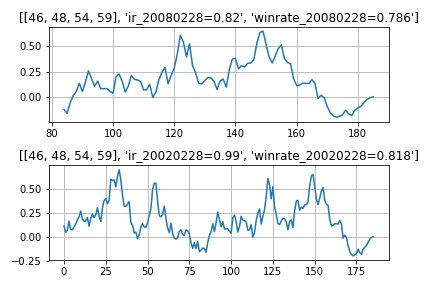 [[46, 48, 54, 59], 'ir_20080228=0.82', 'winrate_20080228=0.786']
0.50
0.25
0.00
80 100 120 140 160 180
[[46, 48, 54, 59], 'ir_20020228=0.99', 'winrate_20020228=0.818']
0.50
0.25
0.00
−0.25
0 25 50 75 100 125 150 175